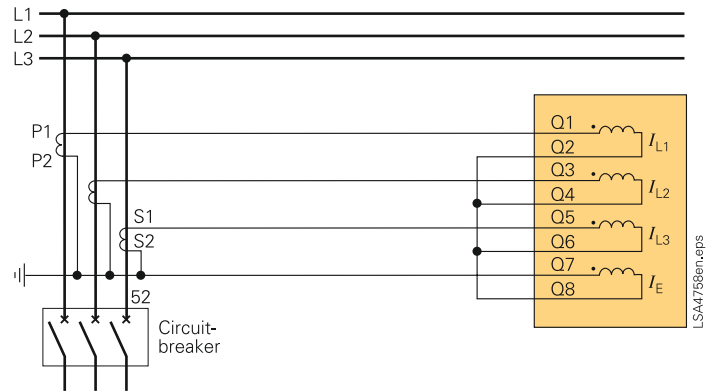 L1
L2
L3
P1
P2
S1
S2
52
Circuit-
breaker
Q1
Q2
Q3
Q4
Q5
Q6
Q7
Q8
IL1
IL2
IL3
IE
LSA4758en.eps